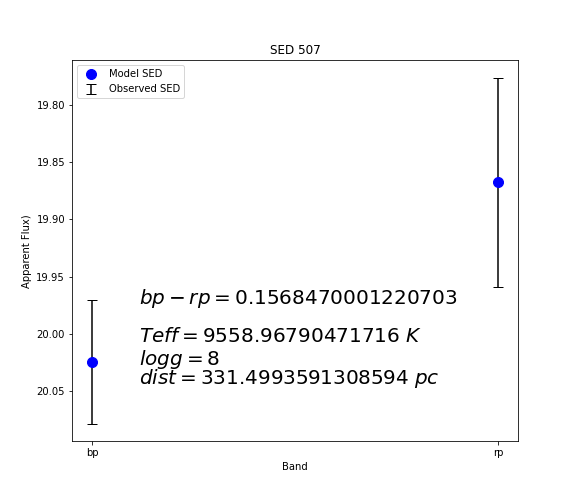 SED 507
Model SED
Observed SED
19.80
19.85
19.90
19.95
20.00
20.05
Apparent Flux)
bp − rp = 0.1568470001220703
Teff = 9558.96790471716 K
logg = 8
dist = 331.4993591308594 pc
bp
rp
Band